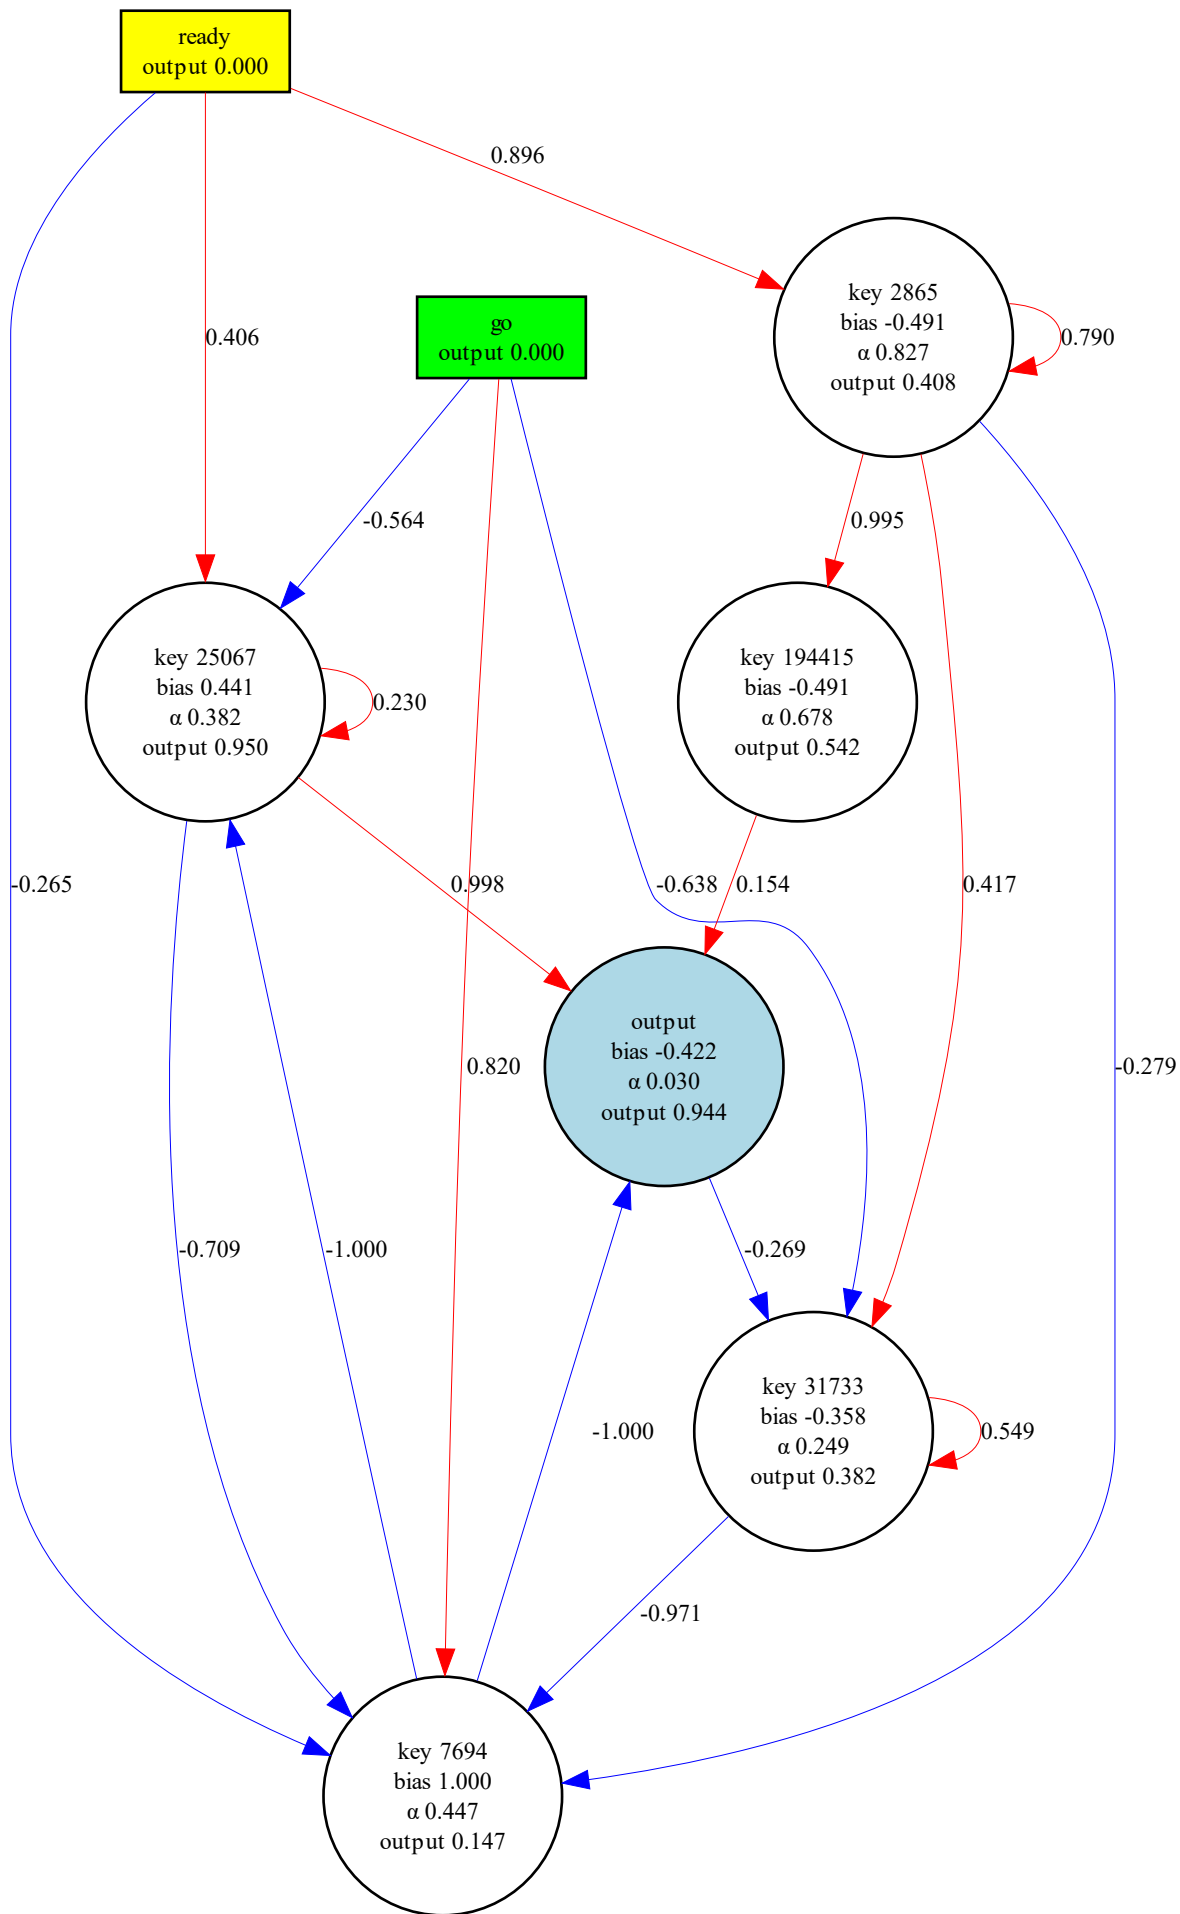 ready
output 0.000
0.896
key 2865
bias -0.491
α 0.827
output 0.408
0.790
go
output 0.000
0.406
-0.564
0.995
key 25067
bias 0.441
α 0.382
output 0.950
0.230
key 194415
bias -0.491
α 0.678
output 0.542
-0.265
0.998
-0.638
0.154
0.417
output
bias -0.422
α 0.030
output 0.944
0.820
-0.279
-0.709
-1.000
-0.269
key 31733
bias -0.358
α 0.249
output 0.382
0.549
-1.000
-0.971
key 7694
bias 1.000
α 0.447
output 0.147